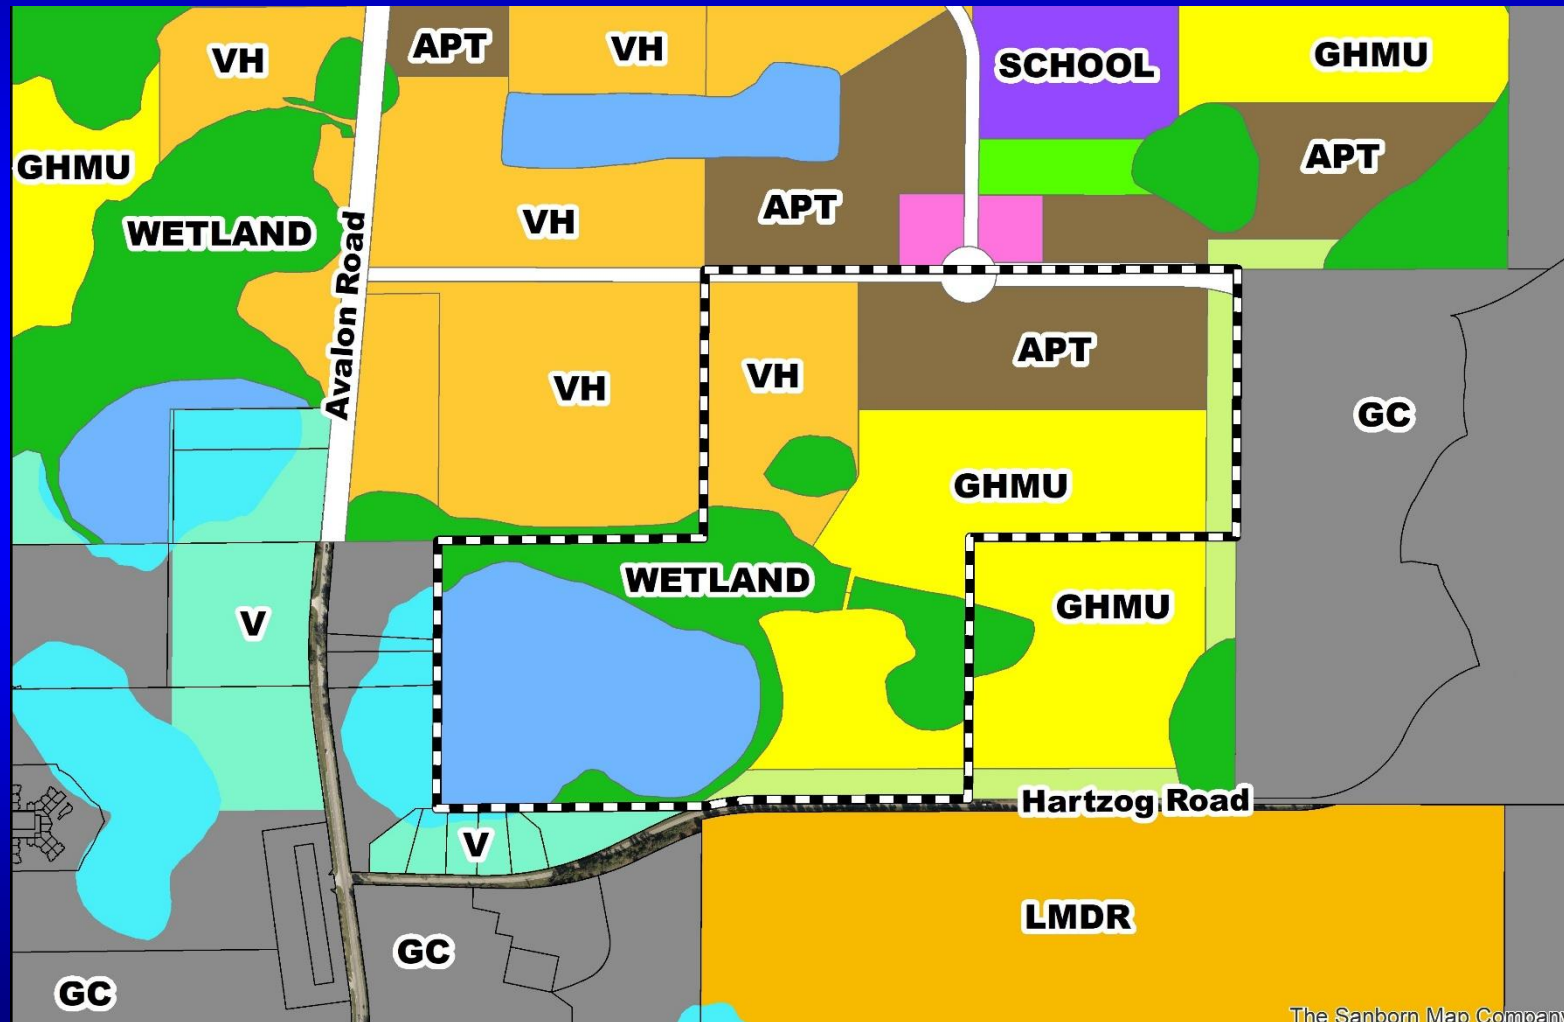 VH
APT
VH
SCHOOL
GHMU
GHMU
APT
WETLAND
APT
VH
Avalon Road
APT
VH
VH
GC
GHMU
WETLAND
GHMU
V
Hartzog Road
V
LMDR
GC
GC
The Sanborn Map Company